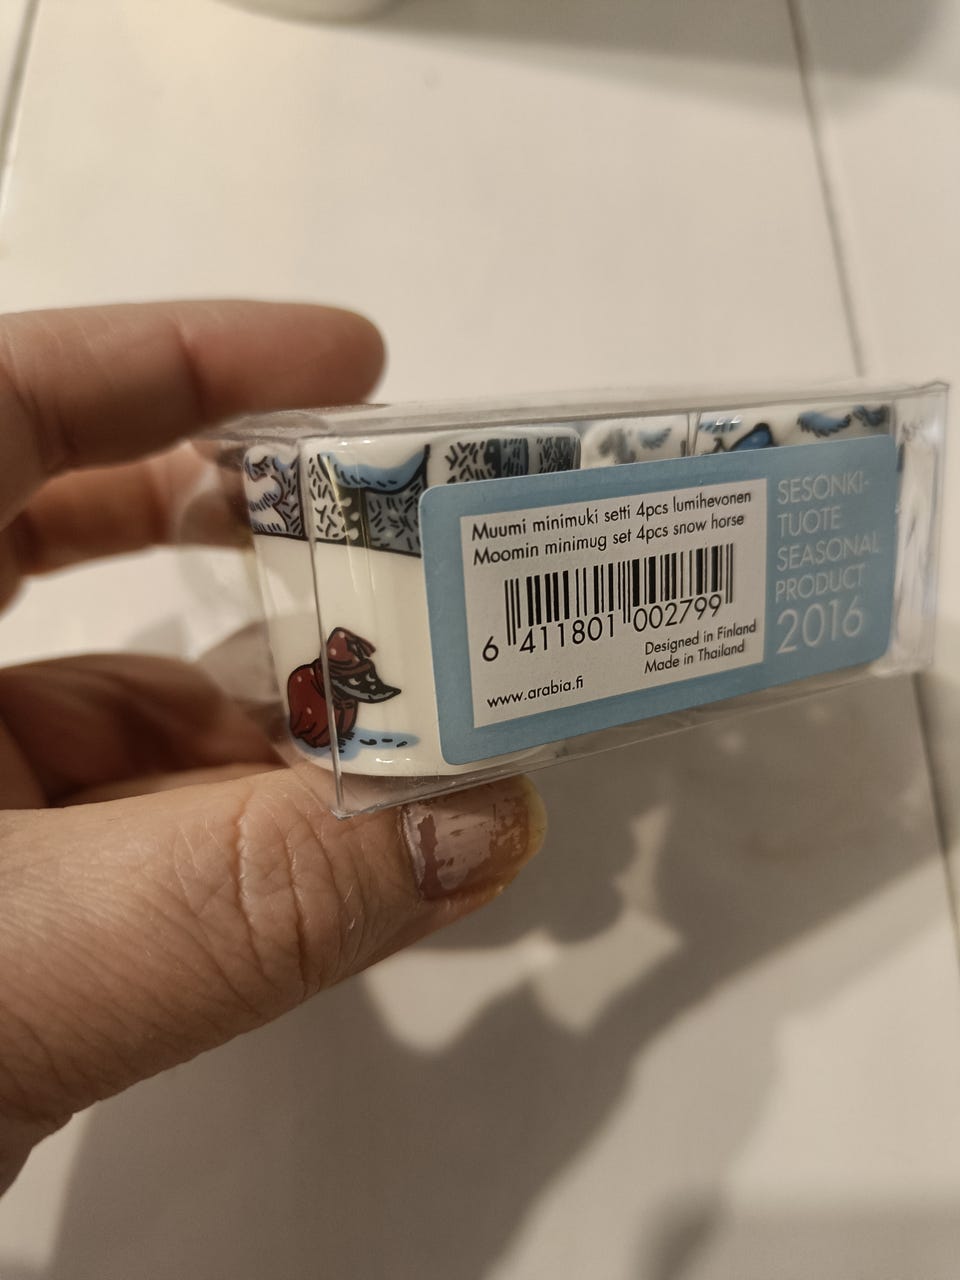 Muumi minimuki setti 4pcs lumihevonen
Moomin minimug set 4pcs snow horse
6 411801 002799
Designed in Finland
Made in Thailand
www.arabia.fi
SESONKI-
TUOTE
SEASONAL
PRODUCT
2016